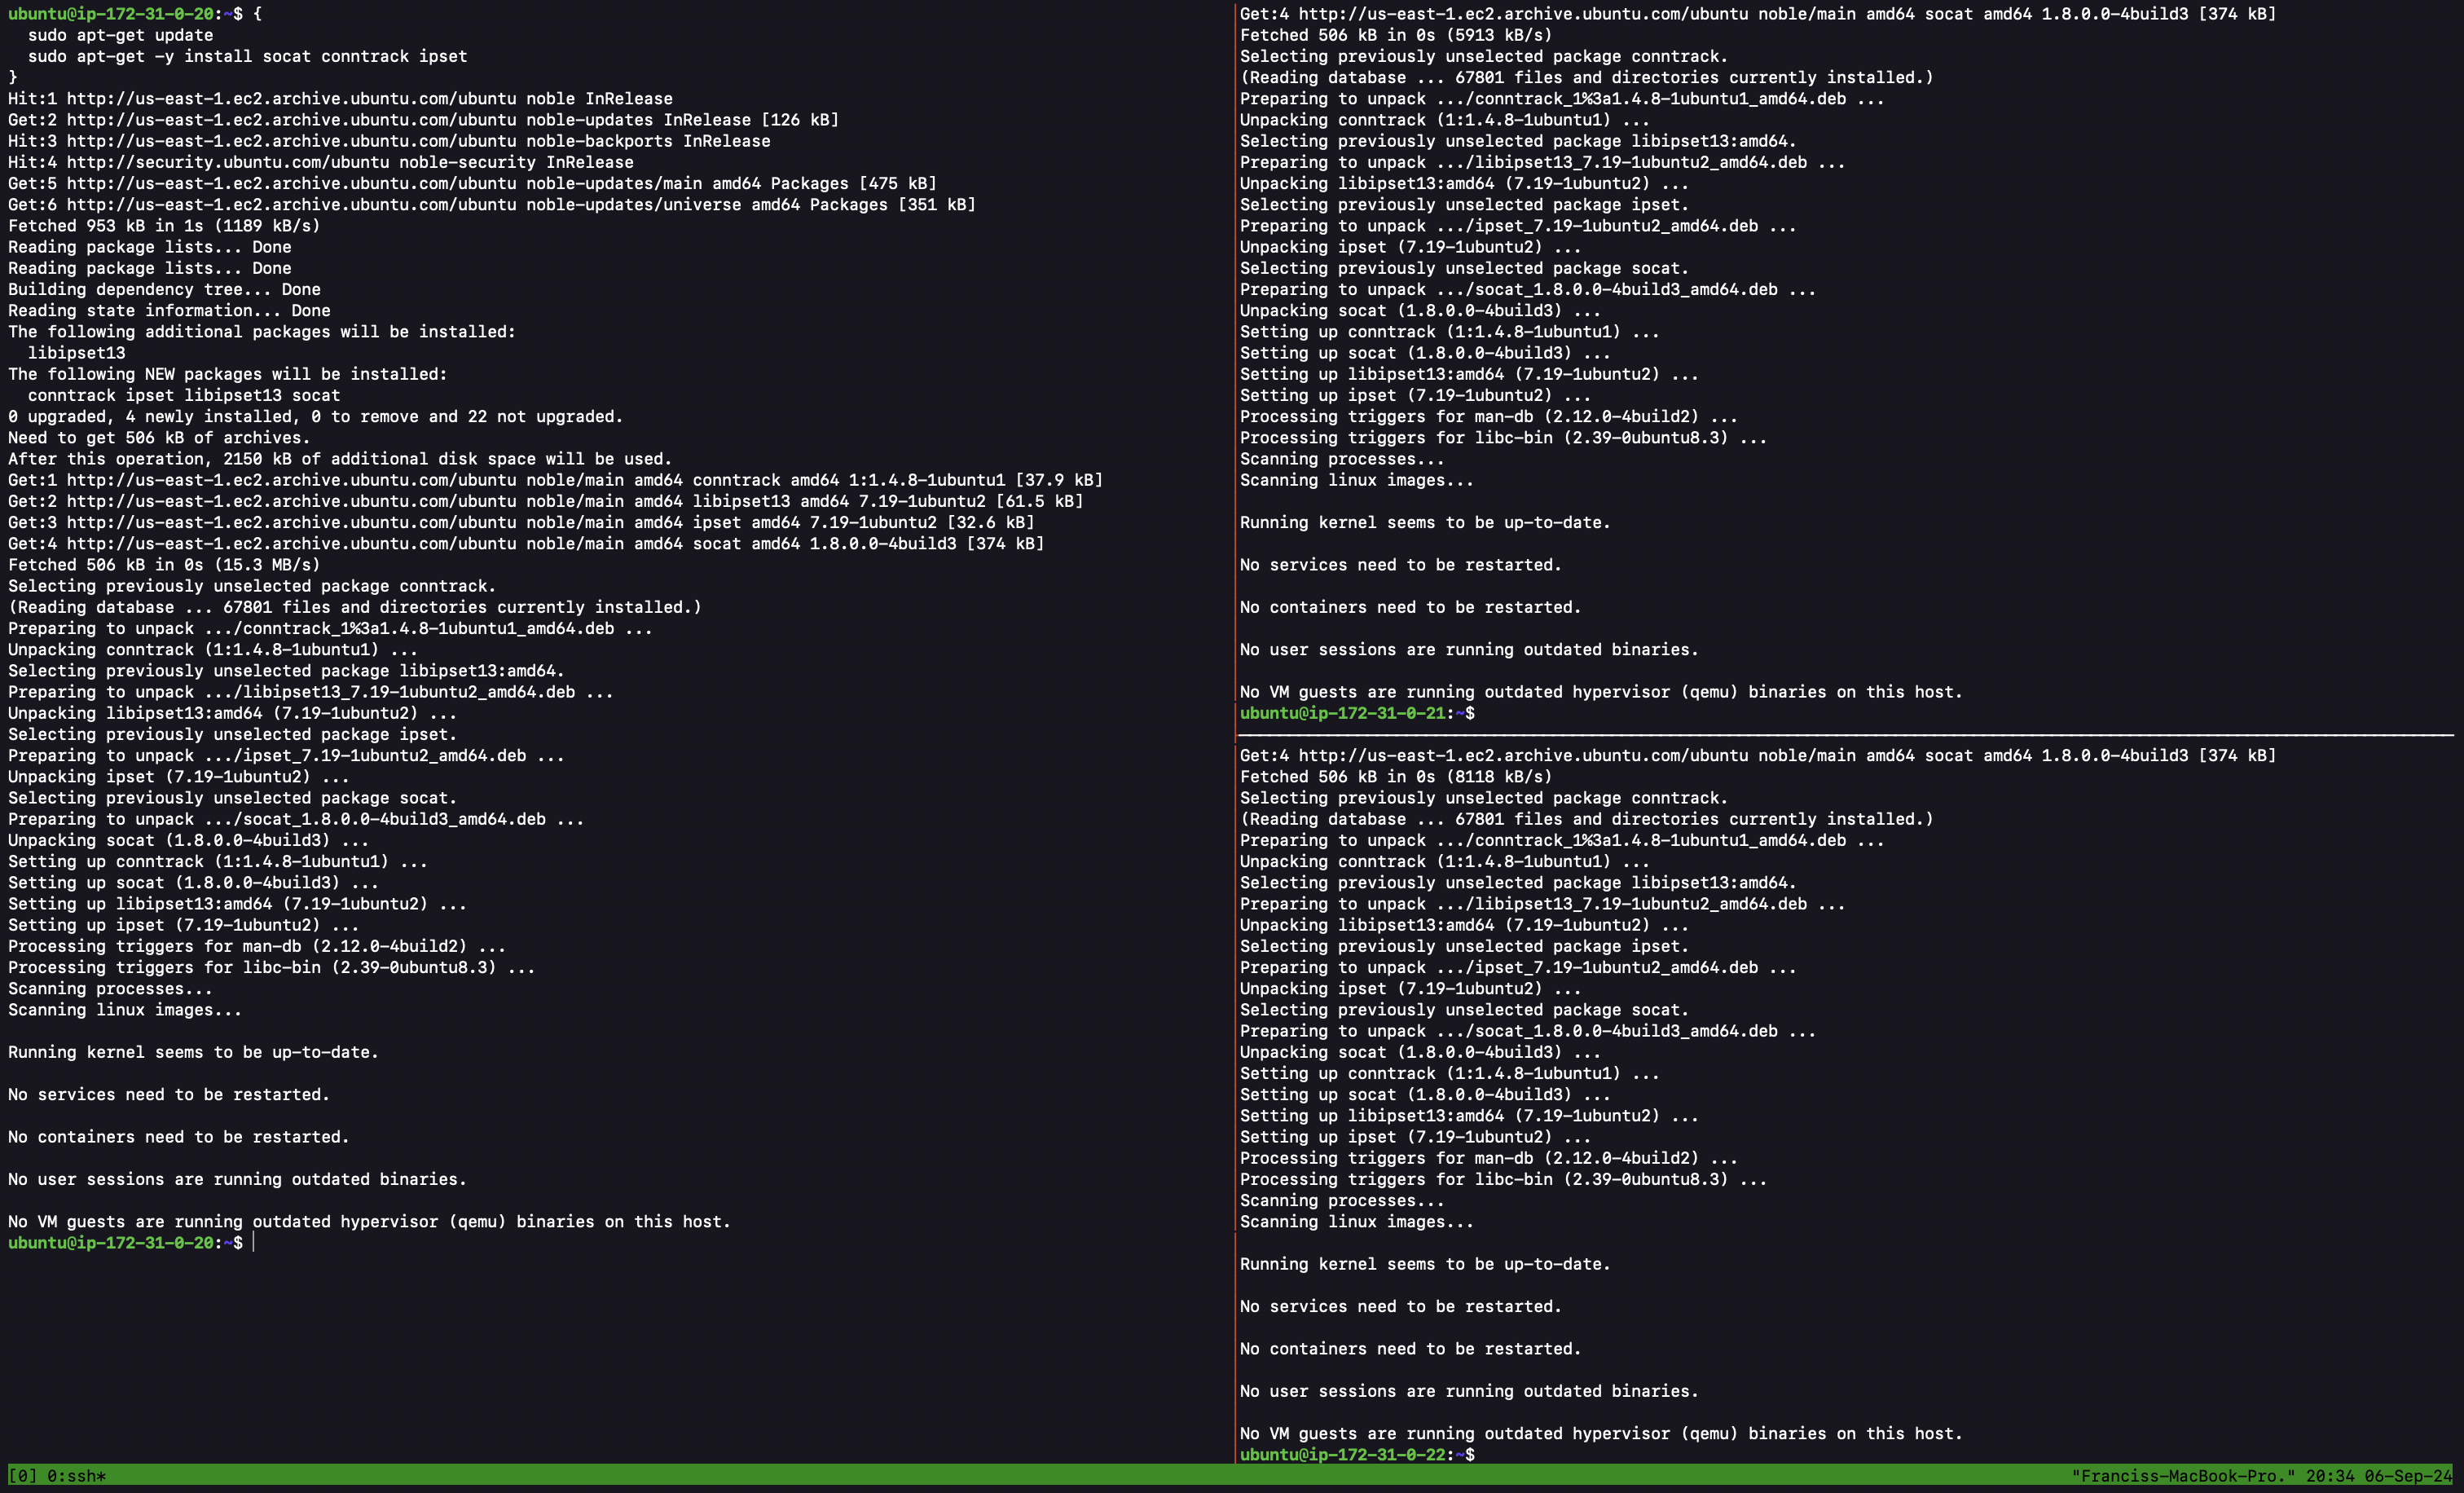 ubuntu@ip-172-31-0-20:~$ {
  sudo apt-get update
  sudo apt-get -y install socat conntrack ipset
}
Hit:1 http://us-east-1.ec2.archive.ubuntu.com/ubuntu noble InRelease
Get:2 http://us-east-1.ec2.archive.ubuntu.com/ubuntu noble-updates InRelease [126 kB]
Hit:3 http://us-east-1.ec2.archive.ubuntu.com/ubuntu noble-backports InRelease
Hit:4 http://security.ubuntu.com/ubuntu noble-security InRelease
Get:5 http://us-east-1.ec2.archive.ubuntu.com/ubuntu noble-updates/main amd64 Packages [475 kB]
Get:6 http://us-east-1.ec2.archive.ubuntu.com/ubuntu noble-updates/universe amd64 Packages [351 kB]
Fetched 953 kB in 1s (1189 kB/s)
Reading package lists... Done
Reading package lists... Done
Building dependency tree... Done
Reading state information... Done
The following additional packages will be installed:
  libipset13
The following NEW packages will be installed:
  conntrack ipset libipset13 socat
0 upgraded, 4 newly installed, 0 to remove and 22 not upgraded.
Need to get 506 kB of archives.
After this operation, 2150 kB of additional disk space will be used.
Get:1 http://us-east-1.ec2.archive.ubuntu.com/ubuntu noble/main amd64 conntrack amd64 1:1.4.8-1ubuntu1 [37.9 kB]
Get:2 http://us-east-1.ec2.archive.ubuntu.com/ubuntu noble/main amd64 libipset13 amd64 7.19-1ubuntu2 [61.5 kB]
Get:3 http://us-east-1.ec2.archive.ubuntu.com/ubuntu noble/main amd64 ipset amd64 7.19-1ubuntu2 [32.6 kB]
Get:4 http://us-east-1.ec2.archive.ubuntu.com/ubuntu noble/main amd64 socat amd64 1.8.0.0-4build3 [374 kB]
Fetched 506 kB in 0s (15.3 MB/s)
Selecting previously unselected package conntrack.
(Reading database ... 67801 files and directories currently installed.)
Preparing to unpack .../conntrack_1%3a1.4.8-1ubuntu1_amd64.deb ...
Unpacking conntrack (1:1.4.8-1ubuntu1) ...
Selecting previously unselected package libipset13:amd64.
Preparing to unpack .../libipset13_7.19-1ubuntu2_amd64.deb ...
Unpacking libipset13:amd64 (7.19-1ubuntu2) ...
Selecting previously unselected package ipset.
Preparing to unpack .../ipset_7.19-1ubuntu2_amd64.deb ...
Unpacking ipset (7.19-1ubuntu2) ...
Selecting previously unselected package socat.
Preparing to unpack .../socat_1.8.0.0-4build3_amd64.deb ...
Unpacking socat (1.8.0.0-4build3) ...
Setting up conntrack (1:1.4.8-1ubuntu1) ...
Setting up socat (1.8.0.0-4build3) ...
Setting up libipset13:amd64 (7.19-1ubuntu2) ...
Setting up ipset (7.19-1ubuntu2) ...
Processing triggers for man-db (2.12.0-4build2) ...
Processing triggers for libc-bin (2.39-0ubuntu8.3) ...
Scanning processes...
Scanning linux images...

Running kernel seems to be up-to-date.

No services need to be restarted.

No containers need to be restarted.

No user sessions are running outdated binaries.

No VM guests are running outdated hypervisor (qemu) binaries on this host.
ubuntu@ip-172-31-0-20:~$
Get:4 http://us-east-1.ec2.archive.ubuntu.com/ubuntu noble/main amd64 socat amd64 1.8.0.0-4build3 [374 kB]
Fetched 506 kB in 0s (5913 kB/s)
Selecting previously unselected package conntrack.
(Reading database ... 67801 files and directories currently installed.)
Preparing to unpack .../conntrack_1%3a1.4.8-1ubuntu1_amd64.deb ...
Unpacking conntrack (1:1.4.8-1ubuntu1) ...
Selecting previously unselected package libipset13:amd64.
Preparing to unpack .../libipset13_7.19-1ubuntu2_amd64.deb ...
Unpacking libipset13:amd64 (7.19-1ubuntu2) ...
Selecting previously unselected package ipset.
Preparing to unpack .../ipset_7.19-1ubuntu2_amd64.deb ...
Unpacking ipset (7.19-1ubuntu2) ...
Selecting previously unselected package socat.
Preparing to unpack .../socat_1.8.0.0-4build3_amd64.deb ...
Unpacking socat (1.8.0.0-4build3) ...
Setting up conntrack (1:1.4.8-1ubuntu1) ...
Setting up socat (1.8.0.0-4build3) ...
Setting up libipset13:amd64 (7.19-1ubuntu2) ...
Setting up ipset (7.19-1ubuntu2) ...
Processing triggers for man-db (2.12.0-4build2) ...
Processing triggers for libc-bin (2.39-0ubuntu8.3) ...
Scanning processes...
Scanning linux images...

Running kernel seems to be up-to-date.

No services need to be restarted.

No containers need to be restarted.

No user sessions are running outdated binaries.

No VM guests are running outdated hypervisor (qemu) binaries on this host.
ubuntu@ip-172-31-0-21:~$
Get:4 http://us-east-1.ec2.archive.ubuntu.com/ubuntu noble/main amd64 socat amd64 1.8.0.0-4build3 [374 kB]
Fetched 506 kB in 0s (8118 kB/s)
Selecting previously unselected package conntrack.
(Reading database ... 67801 files and directories currently installed.)
Preparing to unpack .../conntrack_1%3a1.4.8-1ubuntu1_amd64.deb ...
Unpacking conntrack (1:1.4.8-1ubuntu1) ...
Selecting previously unselected package libipset13:amd64.
Preparing to unpack .../libipset13_7.19-1ubuntu2_amd64.deb ...
Unpacking libipset13:amd64 (7.19-1ubuntu2) ...
Selecting previously unselected package ipset.
Preparing to unpack .../ipset_7.19-1ubuntu2_amd64.deb ...
Unpacking ipset (7.19-1ubuntu2) ...
Selecting previously unselected package socat.
Preparing to unpack .../socat_1.8.0.0-4build3_amd64.deb ...
Unpacking socat (1.8.0.0-4build3) ...
Setting up conntrack (1:1.4.8-1ubuntu1) ...
Setting up socat (1.8.0.0-4build3) ...
Setting up libipset13:amd64 (7.19-1ubuntu2) ...
Setting up ipset (7.19-1ubuntu2) ...
Processing triggers for man-db (2.12.0-4build2) ...
Processing triggers for libc-bin (2.39-0ubuntu8.3) ...
Scanning processes...
Scanning linux images...

Running kernel seems to be up-to-date.

No services need to be restarted.

No containers need to be restarted.

No user sessions are running outdated binaries.

No VM guests are running outdated hypervisor (qemu) binaries on this host.
ubuntu@ip-172-31-0-22:~$
[0] 0:ssh* "Franciss-MacBook-Pro." 20:34 06-Sep-24